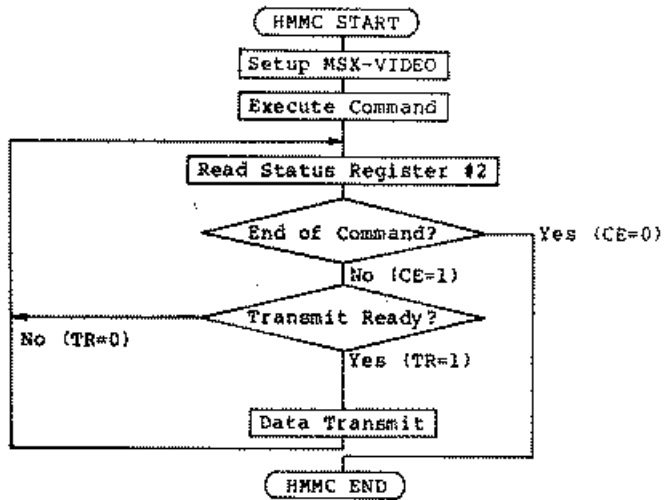 HMMC START
Setup MSX-VIDEO
Execute Command
Read Status Register #2
End of Command?
Yes (CE=0)
No (CE=1)
Transmit Ready?
No (TR=0)
Yes (TR=1)
Data Transmit
HMMC END